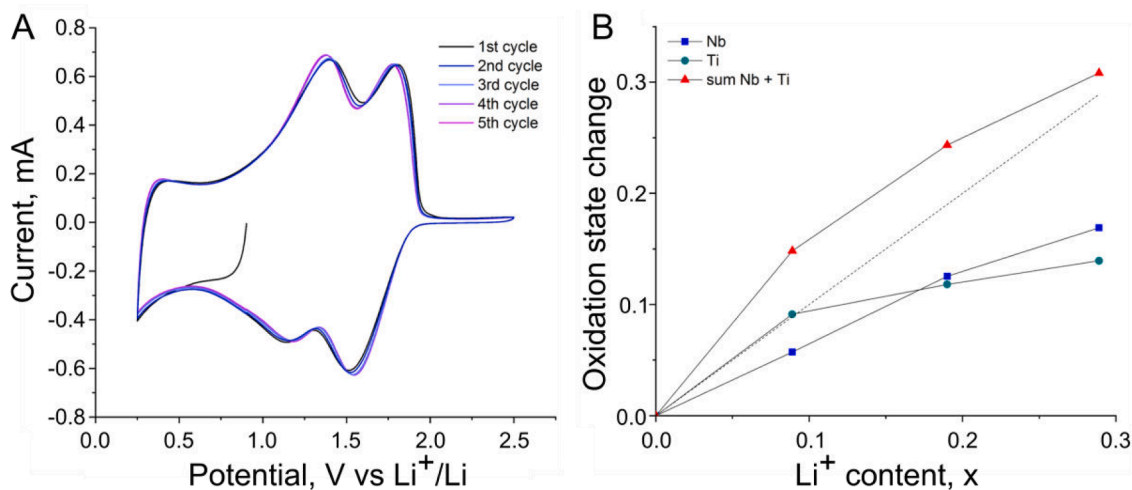 A
0.8
0.6
0.4
0.2
0.0
-0.2
-0.4
-0.6
-0.8
Current, mA
1st cycle
2nd cycle
3rd cycle
4th cycle
5th cycle
0.0 0.5 1.0 1.5 2.0 2.5
Potential, V vs Li⁺/Li
B
0.3
0.2
0.1
0.0
Oxidation state change
Nb
Ti
sum Nb + Ti
0.0 0.1 0.2 0.3
Li⁺ content, x